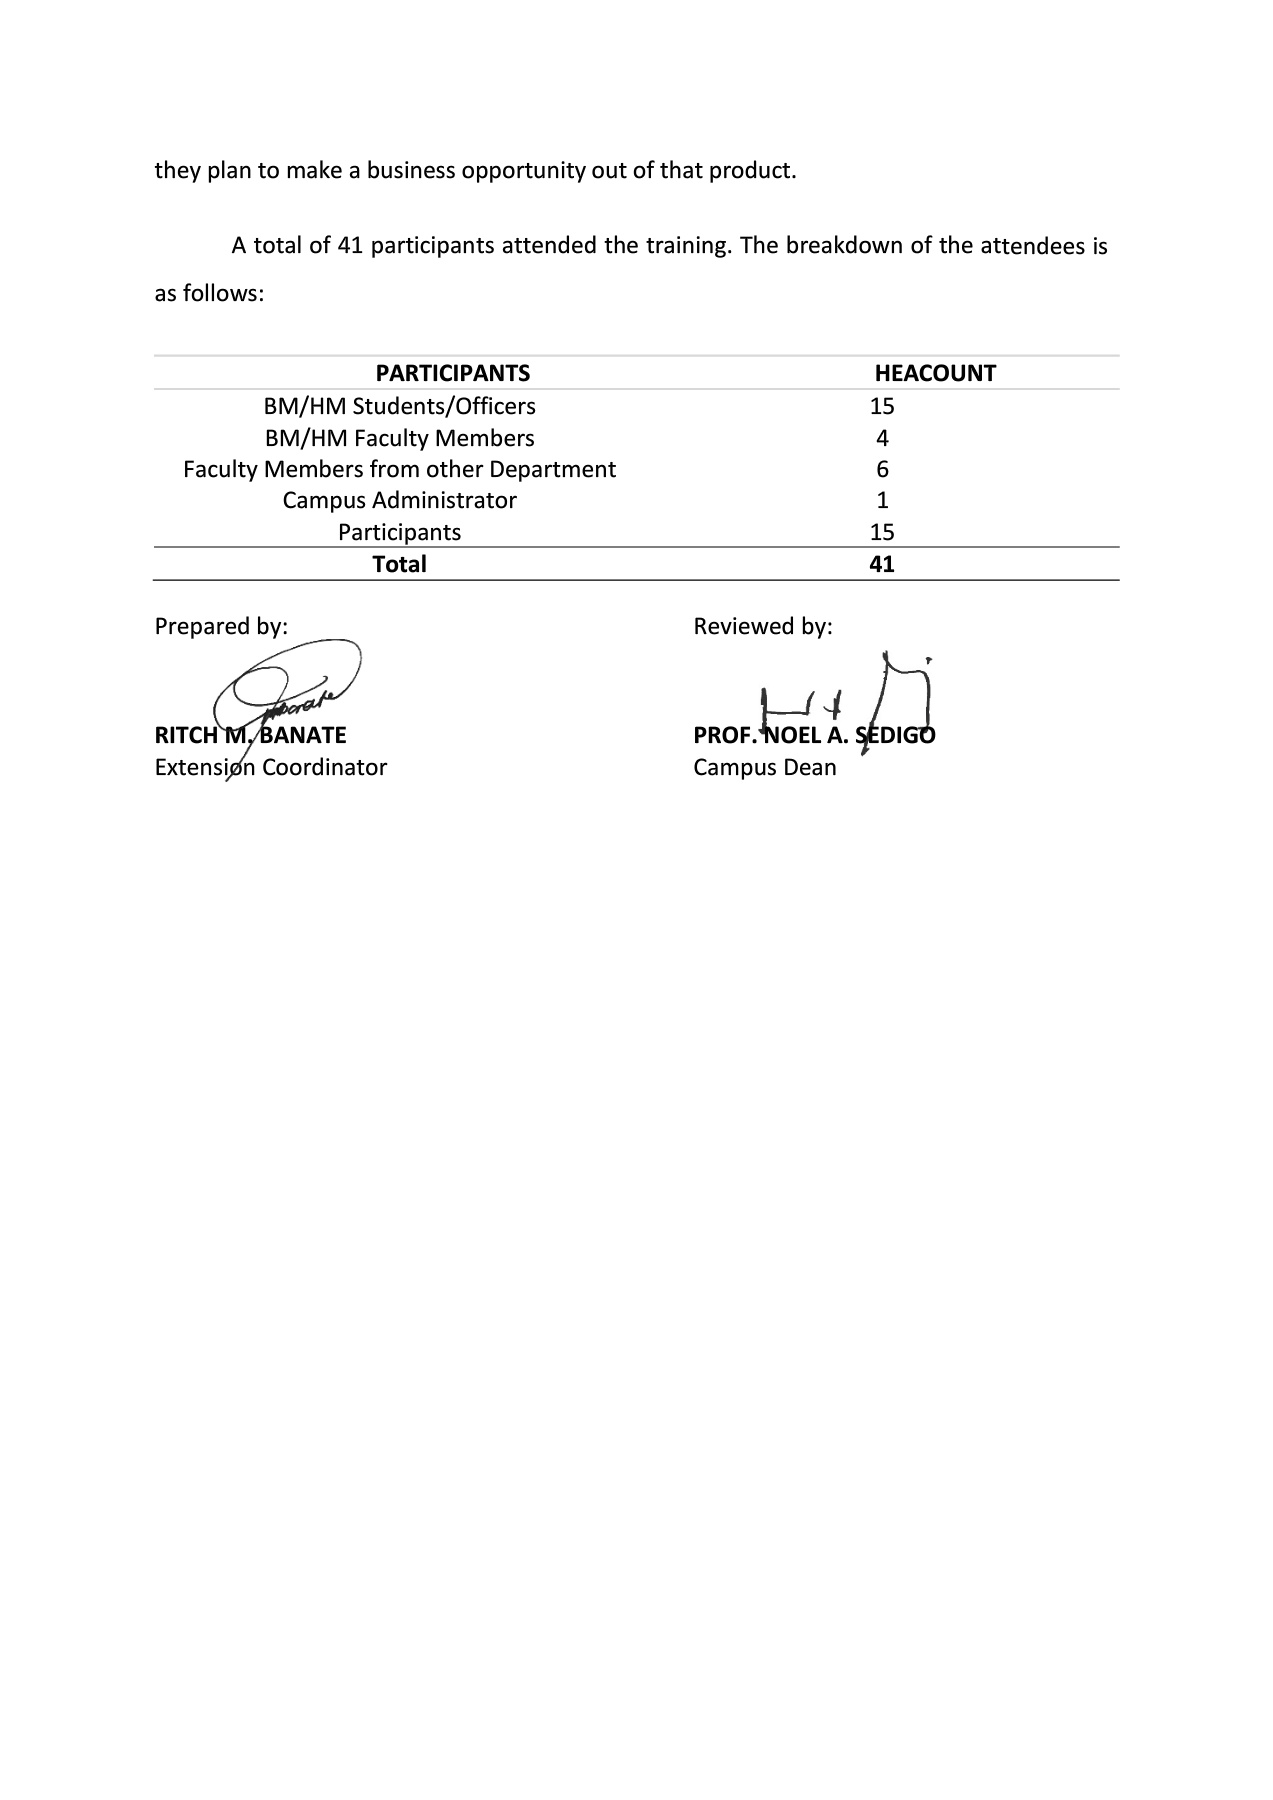 they plan to make a business opportunity out of that product.
A total of 41 participants attended the training. The breakdown of the attendees is
as follows:
PARTICIPANTS HEACOUNT
BM/HM Students/Officers 15
BM/HM Faculty Members 4
Faculty Members from other Department 6
Campus Administrator 1
Participants 15
Total 41
Prepared by: Reviewed by:
RITCH M. BANATE PROF. NOEL A. SEDIGO
Extension Coordinator Campus Dean